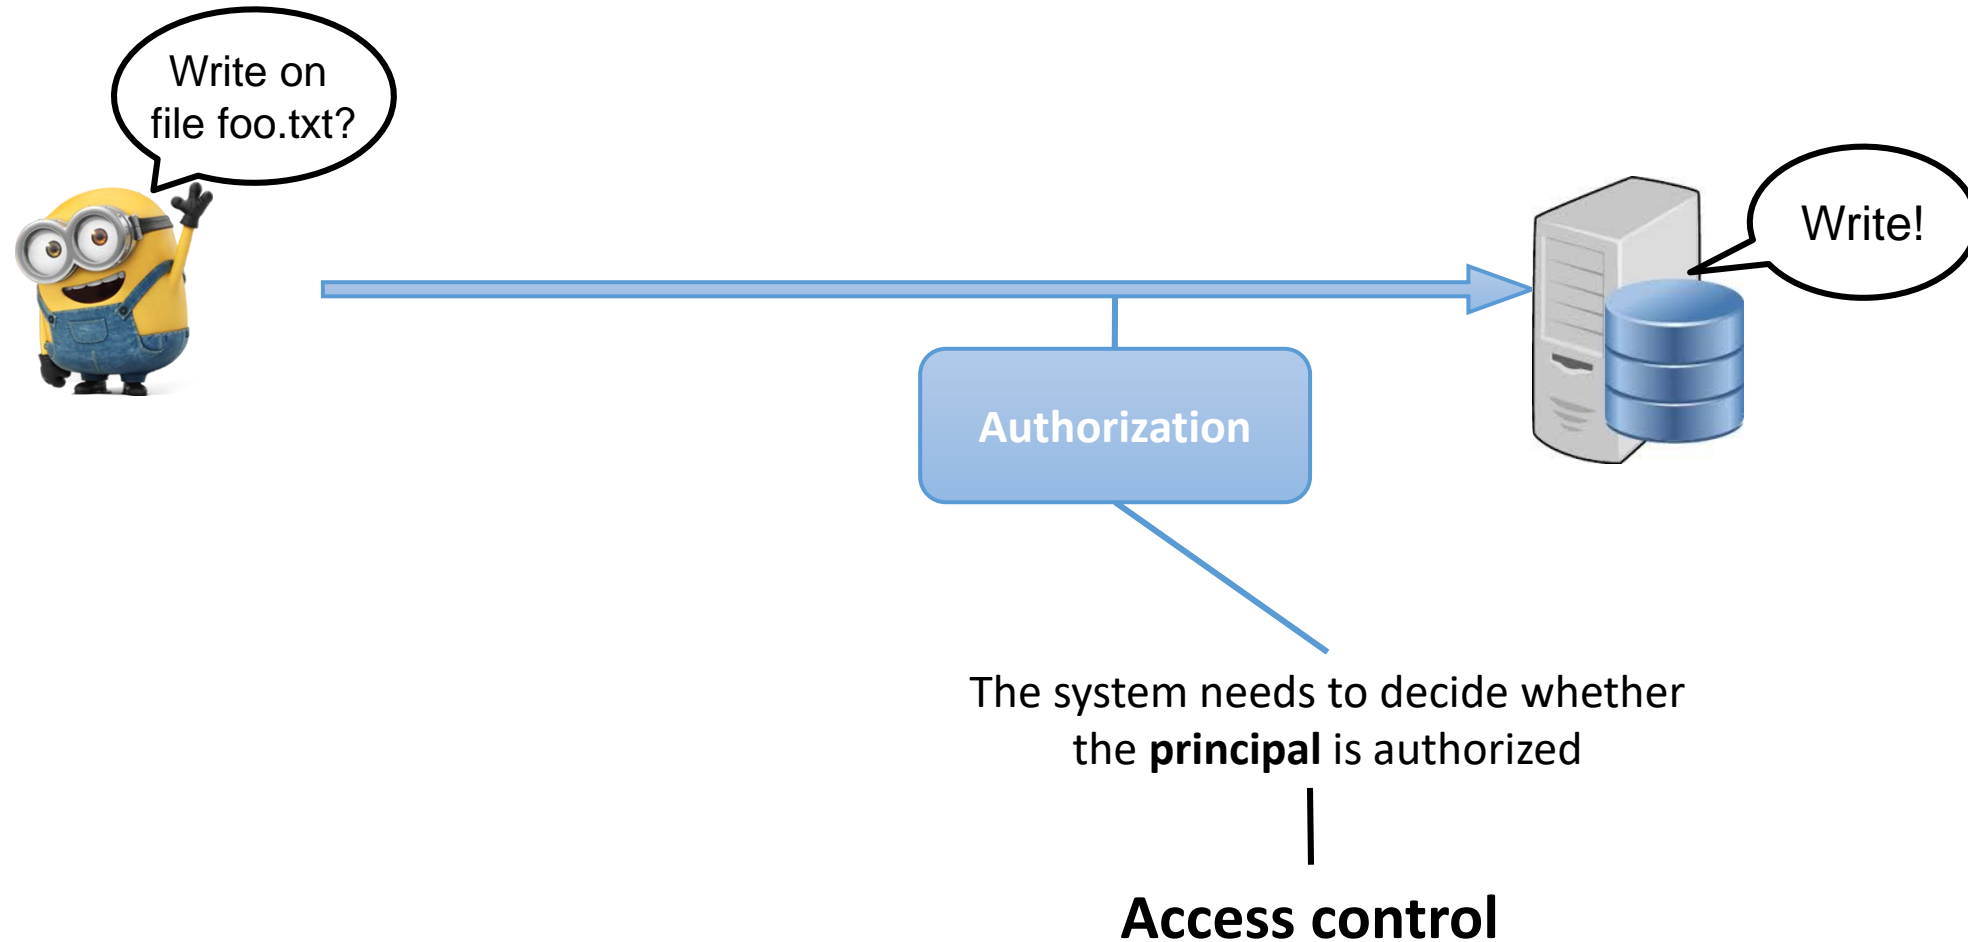 Write on
file foo.txt?
Write!
Authorization
The system needs to decide whether
the principal is authorized
Access control